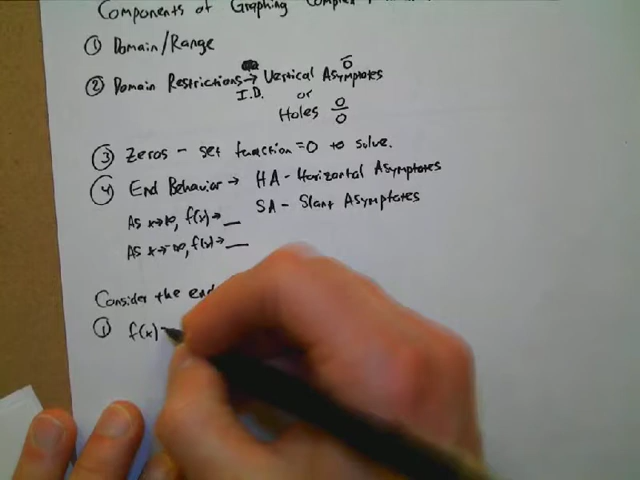 Components of Graphing Complex
① Domain/Range
② Domain Restrictions → Vertical Asymptotes
I.D.
or
Holes 0/0
③ Zeros - set function = 0 to solve.
④ End Behavior → HA - Horizontal Asymptotes
SA - Slant Asymptotes
As x→∞, f(x)→ __
As x→-∞, f(x)→ __
Consider the end
① f(x)